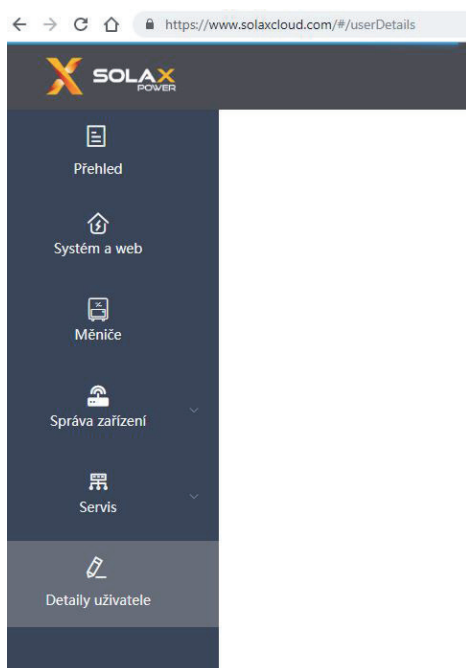 https://www.solaxcloud.com/#/userDetails
SOLAX
POWER
Přehled
Systém a web
Měniče
Správa zařízení
Servis
Detaily uživatele